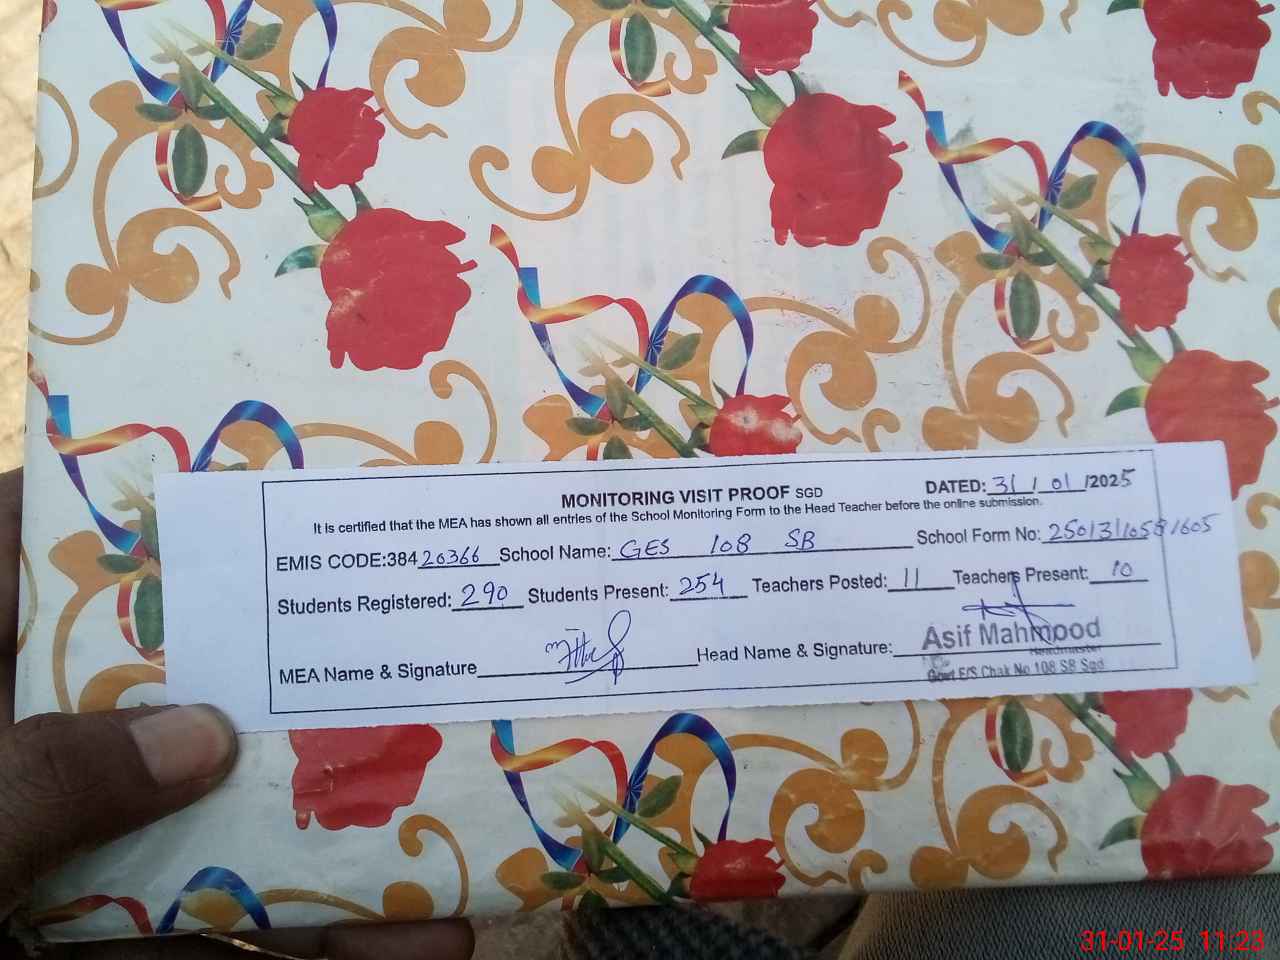 MONITORING VISIT PROOF SGD
DATED: 31/01/2025
It is certified that the MEA has shown all entries of the School Monitoring Form to the Head Teacher before the online submission.
EMIS CODE:38420366 School Name: GES 108 SB School Form No:
Students Registered: 290 Students Present: 254 Teachers Posted: 11 Teachers Present: 10
MEA Name & Signature Head Name & Signature: Asif Mahmood
Headmaster
Govt E/S Chak No 108 SB Sgd
31-01-25 11:23